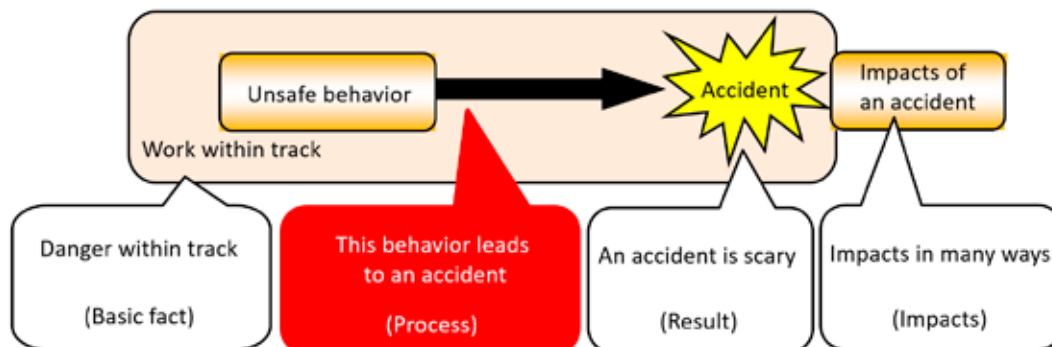 Unsafe behavior
Accident
Impacts of
an accident
Work within track
Danger within track
(Basic fact)
This behavior leads
to an accident
(Process)
An accident is scary
(Result)
Impacts in many ways
(Impacts)